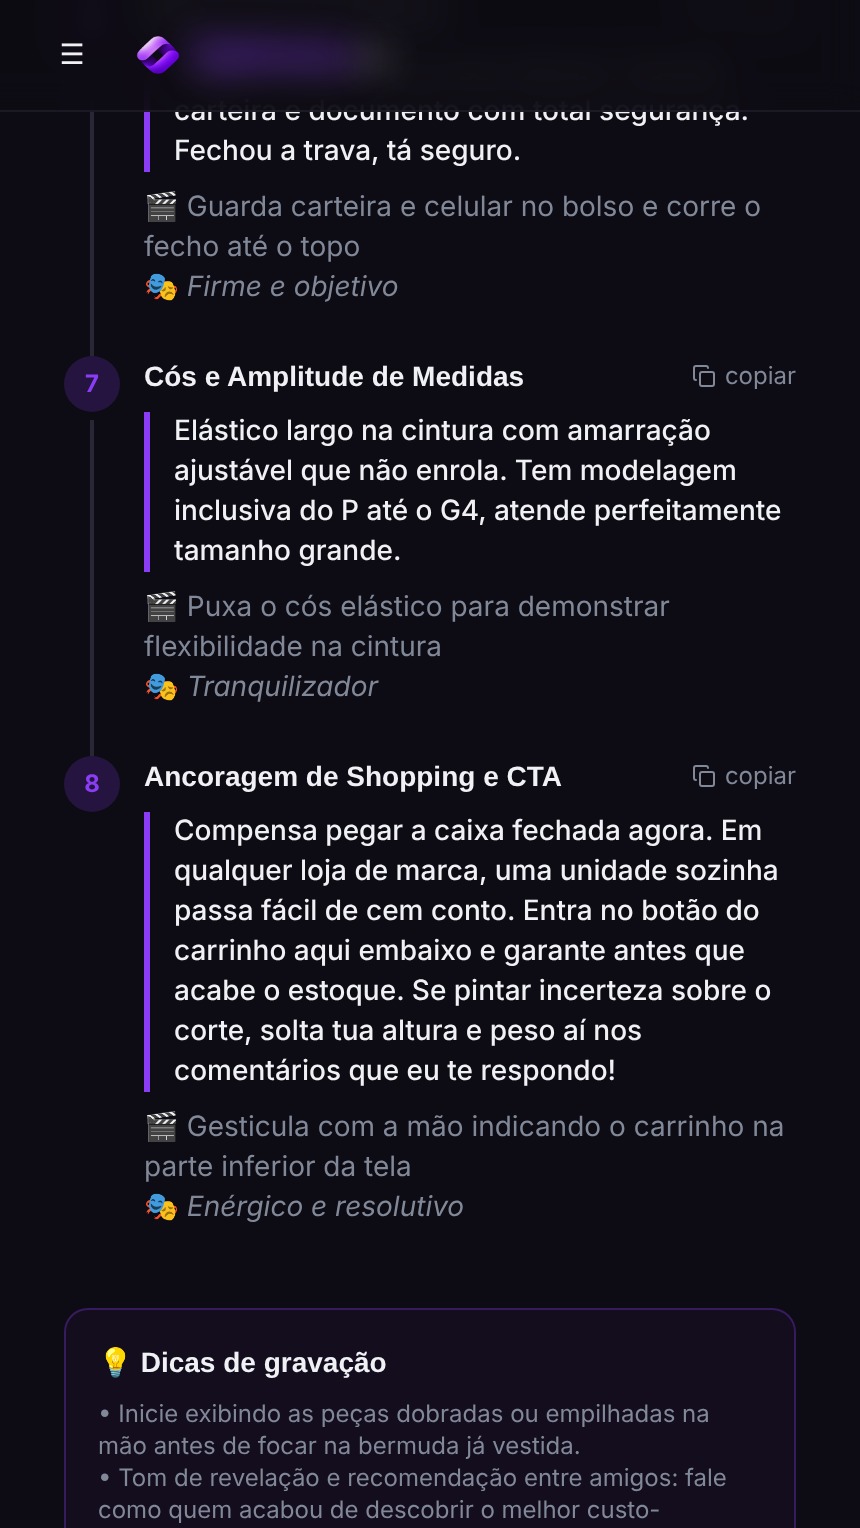 carteira e documento com total segurança.
Fechou a trava, tá seguro.
🎬 Guarda carteira e celular no bolso e corre o
fecho até o topo
🎭 Firme e objetivo
7
Cós e Amplitude de Medidas
copiar
Elástico largo na cintura com amarração
ajustável que não enrola. Tem modelagem
inclusiva do P até o G4, atende perfeitamente
tamanho grande.
🎬 Puxa o cós elástico para demonstrar
flexibilidade na cintura
🎭 Tranquilizador
8
Ancoragem de Shopping e CTA
copiar
Compensa pegar a caixa fechada agora. Em
qualquer loja de marca, uma unidade sozinha
passa fácil de cem conto. Entra no botão do
carrinho aqui embaixo e garante antes que
acabe o estoque. Se pintar incerteza sobre o
corte, solta tua altura e peso aí nos
comentários que eu te respondo!
🎬 Gesticula com a mão indicando o carrinho na
parte inferior da tela
🎭 Enérgico e resolutivo
💡 Dicas de gravação
• Inicie exibindo as peças dobradas ou empilhadas na
mão antes de focar na bermuda já vestida.
• Tom de revelação e recomendação entre amigos: fale
como quem acabou de descobrir o melhor custo-